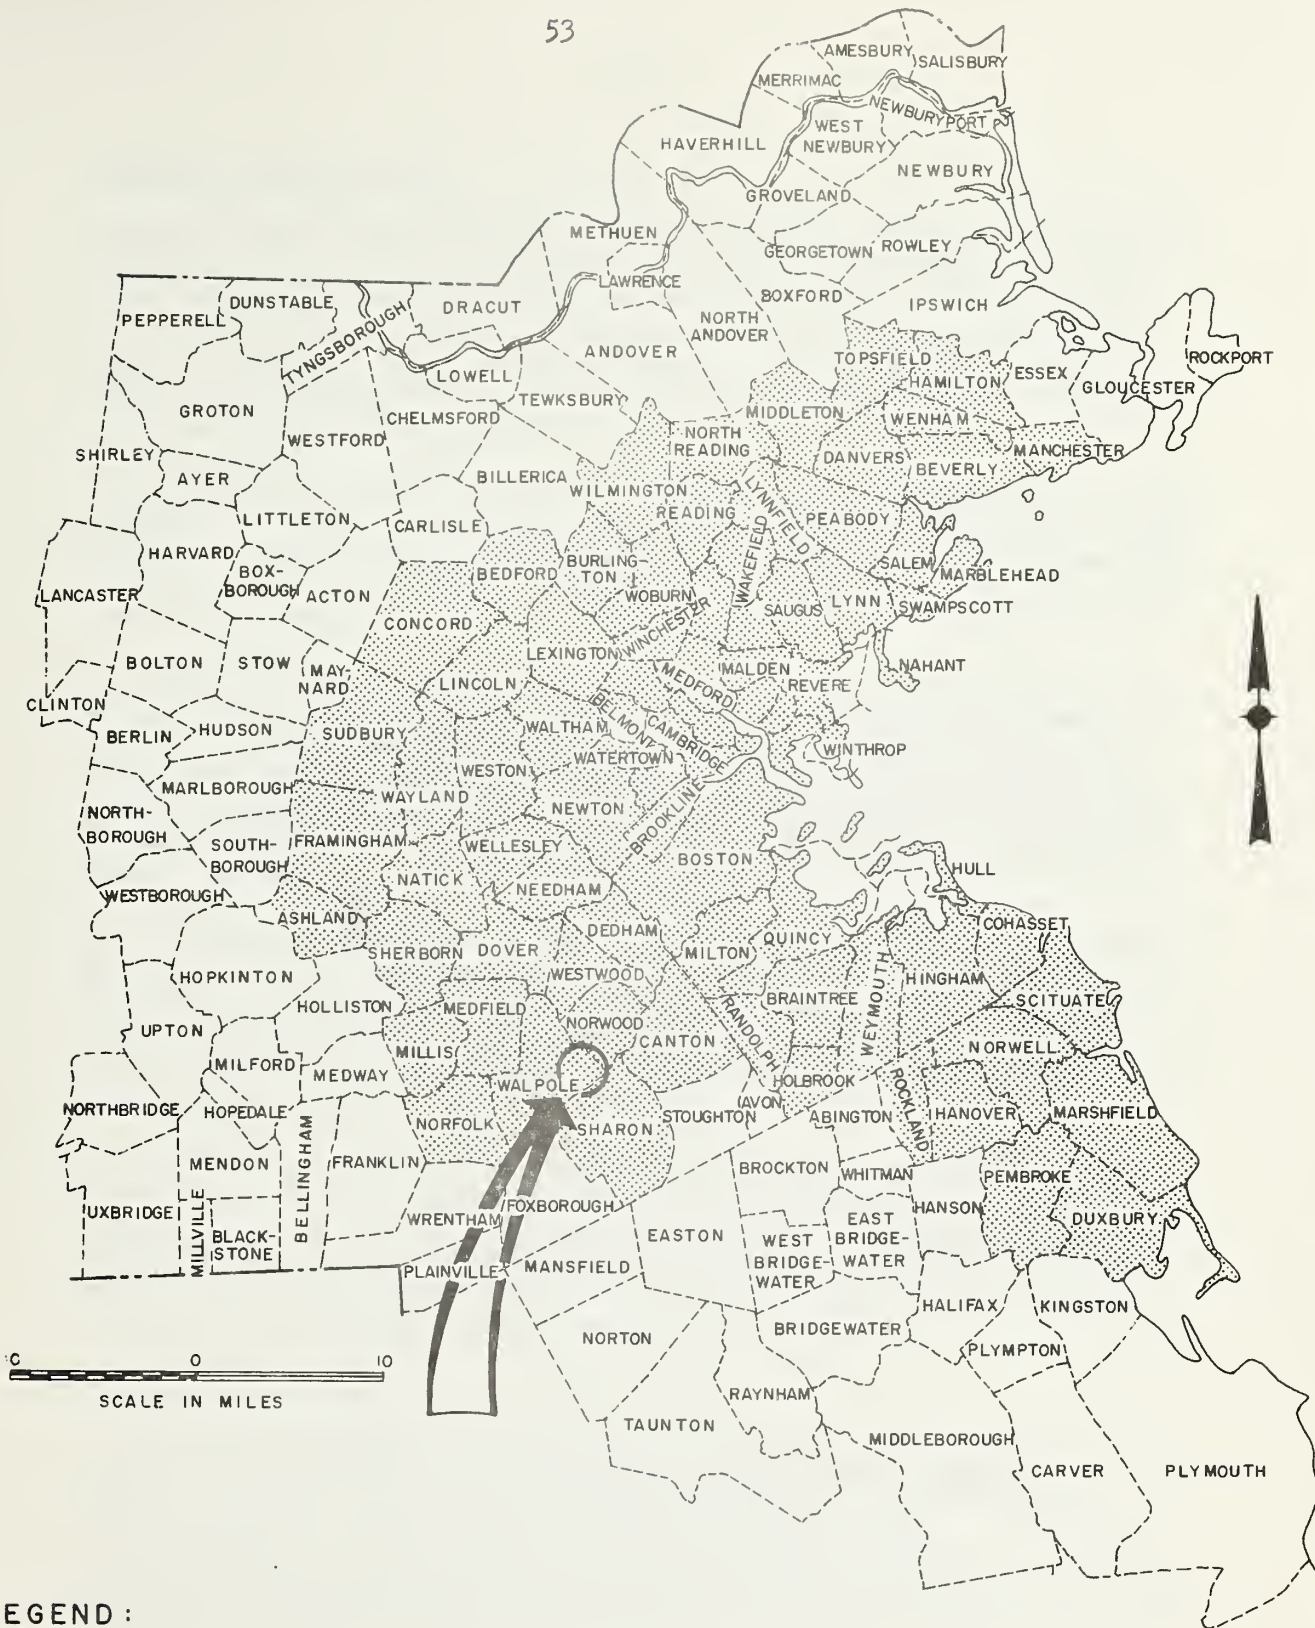 53
AMESBURY
SALISBURY
MERRIMAC
NEWBURYPORT
WEST
NEWBURY
HAVERHILL
NEWBURY
GROVELAND
METHUEN
GEORGETOWN
ROWLEY
LAWRENCE
BOXFORD
IPSWICH
DUNSTABLE
DRACUT
PEPPERELL
TYNGSBOROUGH
NORTH
ANDOVER
ANDOVER
TOPSFIELD
ROCKPORT
LOWELL
HAMILTON
ESSEX
GLOUCESTER
GROTON
CHELMSFORD
TEWKSBURY
MIDDLETON
WENHAM
WESTFORD
NORTH
READING
SHIRLEY
DANVERS
BEVERLY
MANCHESTER
AYER
BILLERICA
WILMINGTON
LYNNFIELD
LITTLETON
CARLISLE
READING
PEABODY
HARVARD
BOX-
BOROUGH
BEDFORD
BURLING-
TON
WAKEFIELD
SALEM
MARBLEHEAD
LANCASTER
ACTON
WOBURN
SAUGUS
LYNN
SWAMPSCOTT
CONCORD
WINCHESTER
BOLTON
STOW
MAY-
NARD
LEXINGTON
MALDEN
NAHANT
LINCOLN
MEDFORD
REVERE
CLINTON
BERLIN
HUDSON
SUDBURY
WALTHAM
BELMONT
CAMBRIDGE
WINTHROP
WATERTOWN
WESTON
MARLBOROUGH
WAYLAND
NEWTON
BROOKLINE
NORTH-
BOROUGH
SOUTH-
BOROUGH
FRAMINGHAM
WELLESLEY
BOSTON
HULL
NATICK
NEEDHAM
WESTBOROUGH
ASHLAND
COHASSET
DEDHAM
SHERBORN
DOVER
MILTON
QUINCY
WESTWOOD
HOPKINTON
HINGHAM
WEYMOUTH
HOLLISTON
MEDFIELD
BRAINTREE
SCITUATE
UPTON
NORWOOD
RANDOLPH
CANTON
NORWELL
MILFORD
MILLIS
MEDWAY
WALPOLE
HOLBROOK
ROCKLAND
NORTHBRIDGE
HOPEDALE
AVON
STOUGHTON
ABINGTON
HANOVER
MARSHFIELD
NORFOLK
SHARON
BELLINGHAM
MENDON
FRANKLIN
BROCKTON
WHITMAN
PEMBROKE
UXBRIDGE
MILLVILLE
BLACK-
STONE
WRENTHAM
FOXBOROUGH
HANSON
EASTON
EAST
BRIDGE-
WATER
DUXBURY
WEST
BRIDGE-
WATER
PLAINVILLE
MANSFIELD
HALIFAX
KINGSTON
NORTON
BRIDGEWATER
PLYMPTON
0
10
SCALE IN MILES
RAYNHAM
TAUNTON
MIDDLEBOROUGH
CARVER
PLYMOUTH
EGEND: